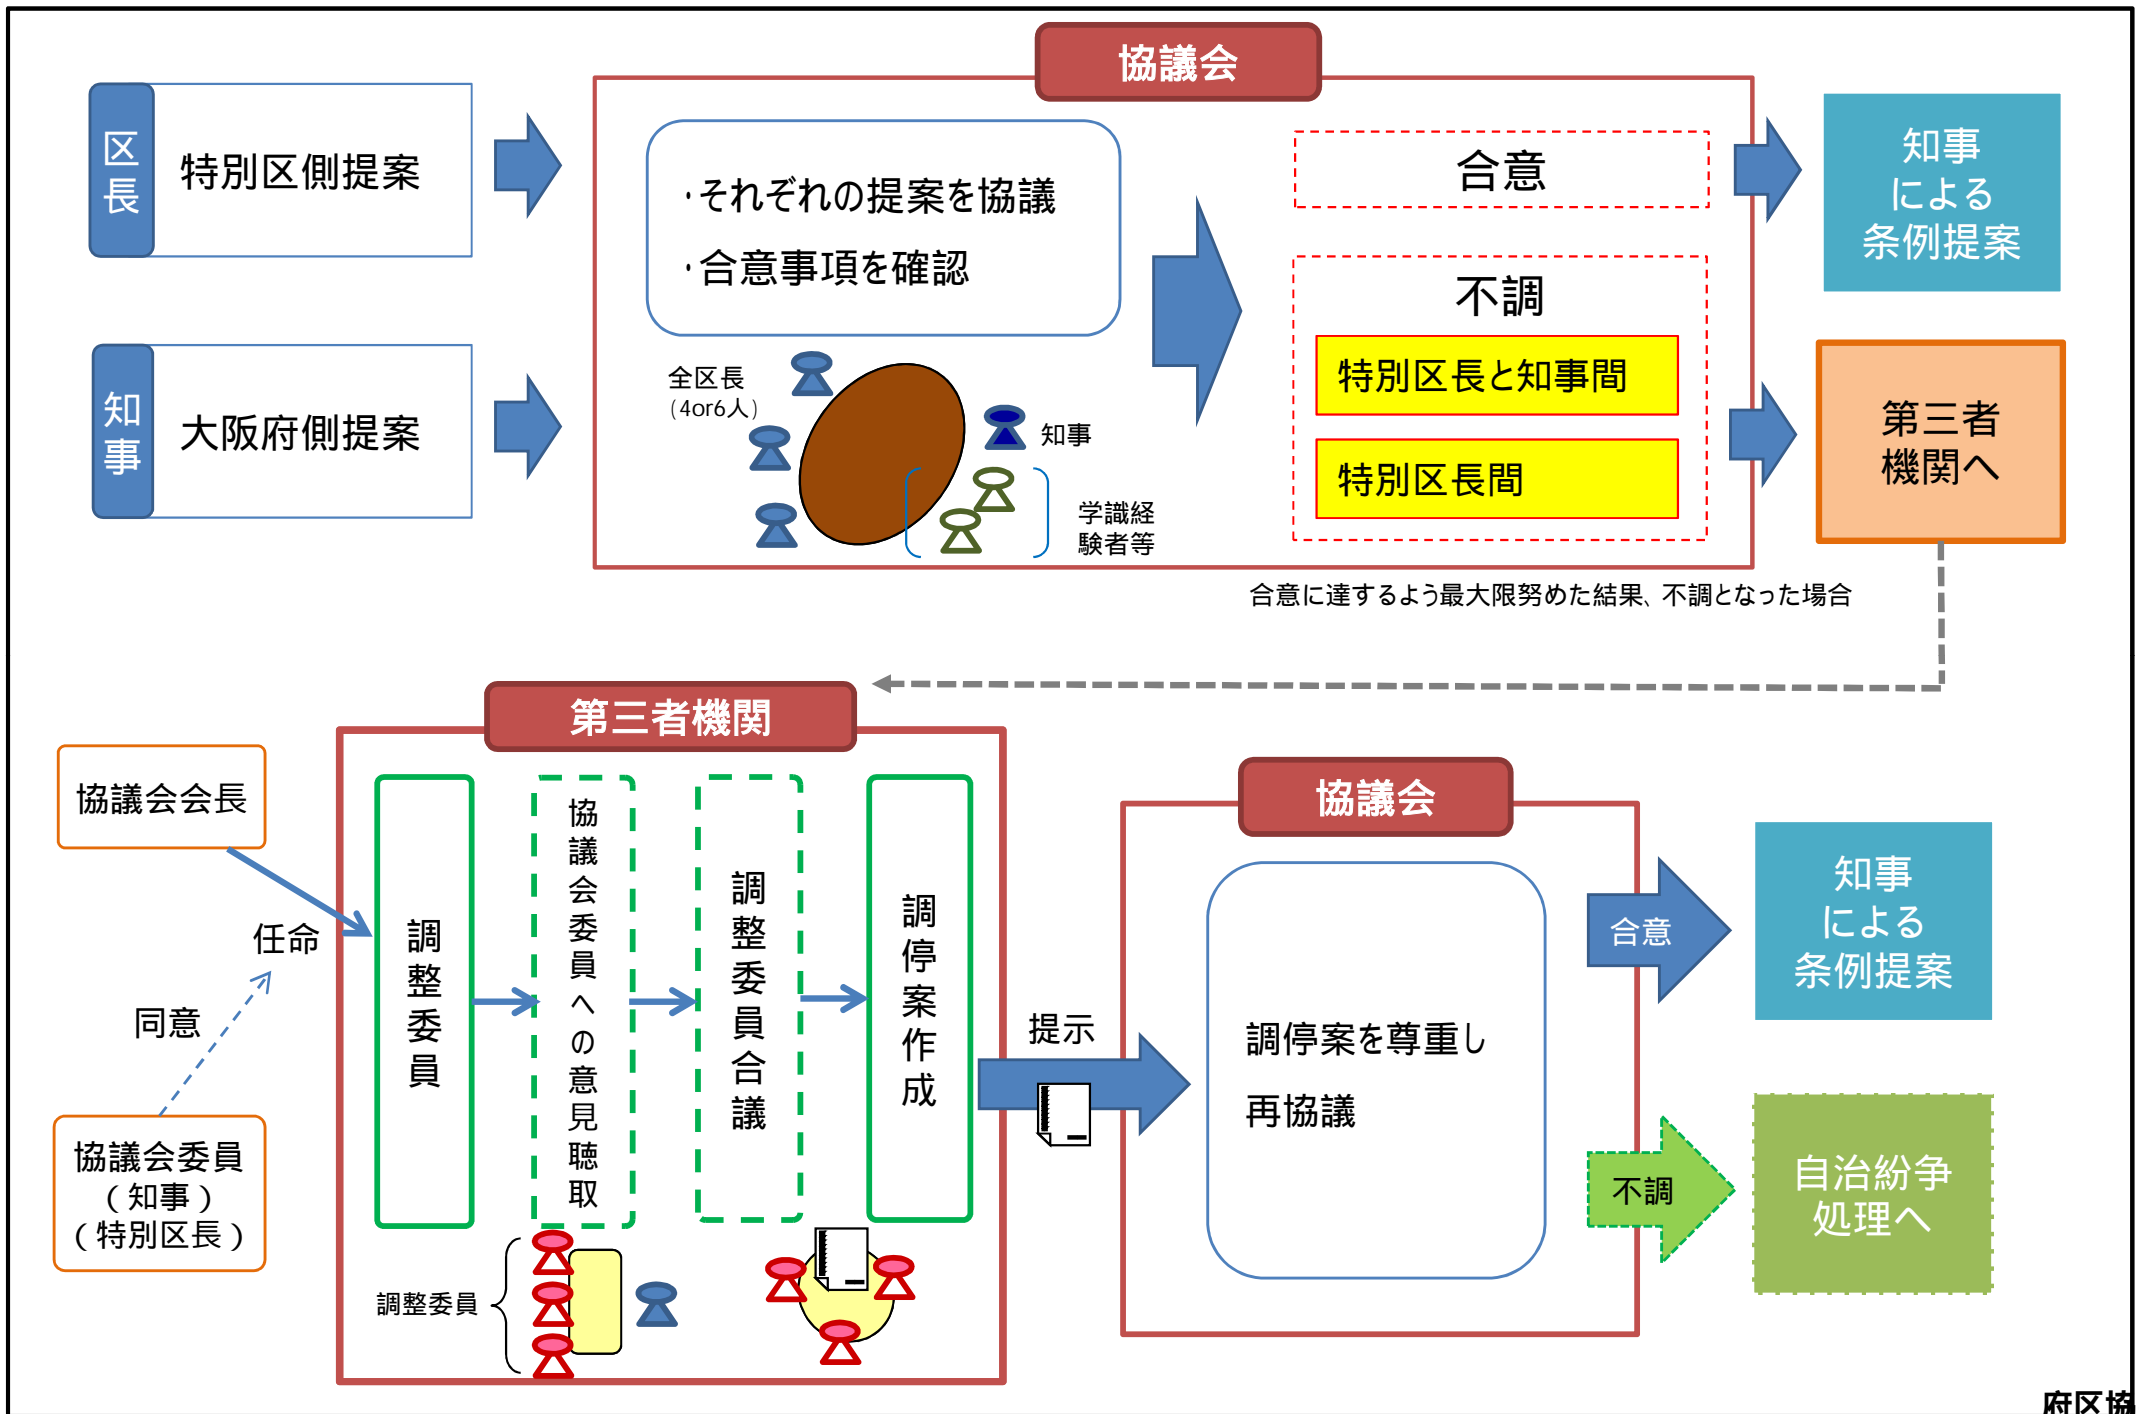 協議会
区長
特別区側提案
・それぞれの提案を協議
・合意事項を確認
合意
知事
による
条例提案
不調
特別区長と知事間
特別区長間
知事
大阪府側提案
全区長
(4or6人)
知事
学識経
験者等
第三者
機関へ
合意に達するよう最大限努めた結果、不調となった場合
第三者機関
協議会会長
任命
同意
協議会委員
(知事)
(特別区長)
調整委員
協議会委員への意見聴取
調整委員合議
調停案作成
調整委員
提示
協議会
調停案を尊重し
再協議
合意
知事
による
条例提案
不調
自治紛争
処理へ
府区協